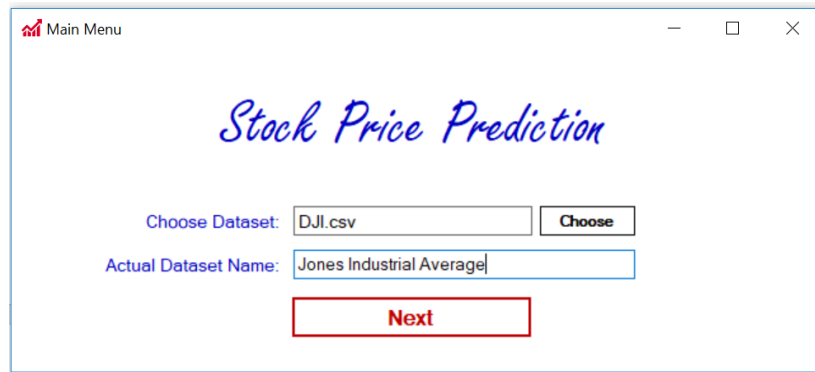 Main Menu
Stock Price Prediction
Choose Dataset: DJI.csv Choose
Actual Dataset Name: Jones Industrial Average
Next